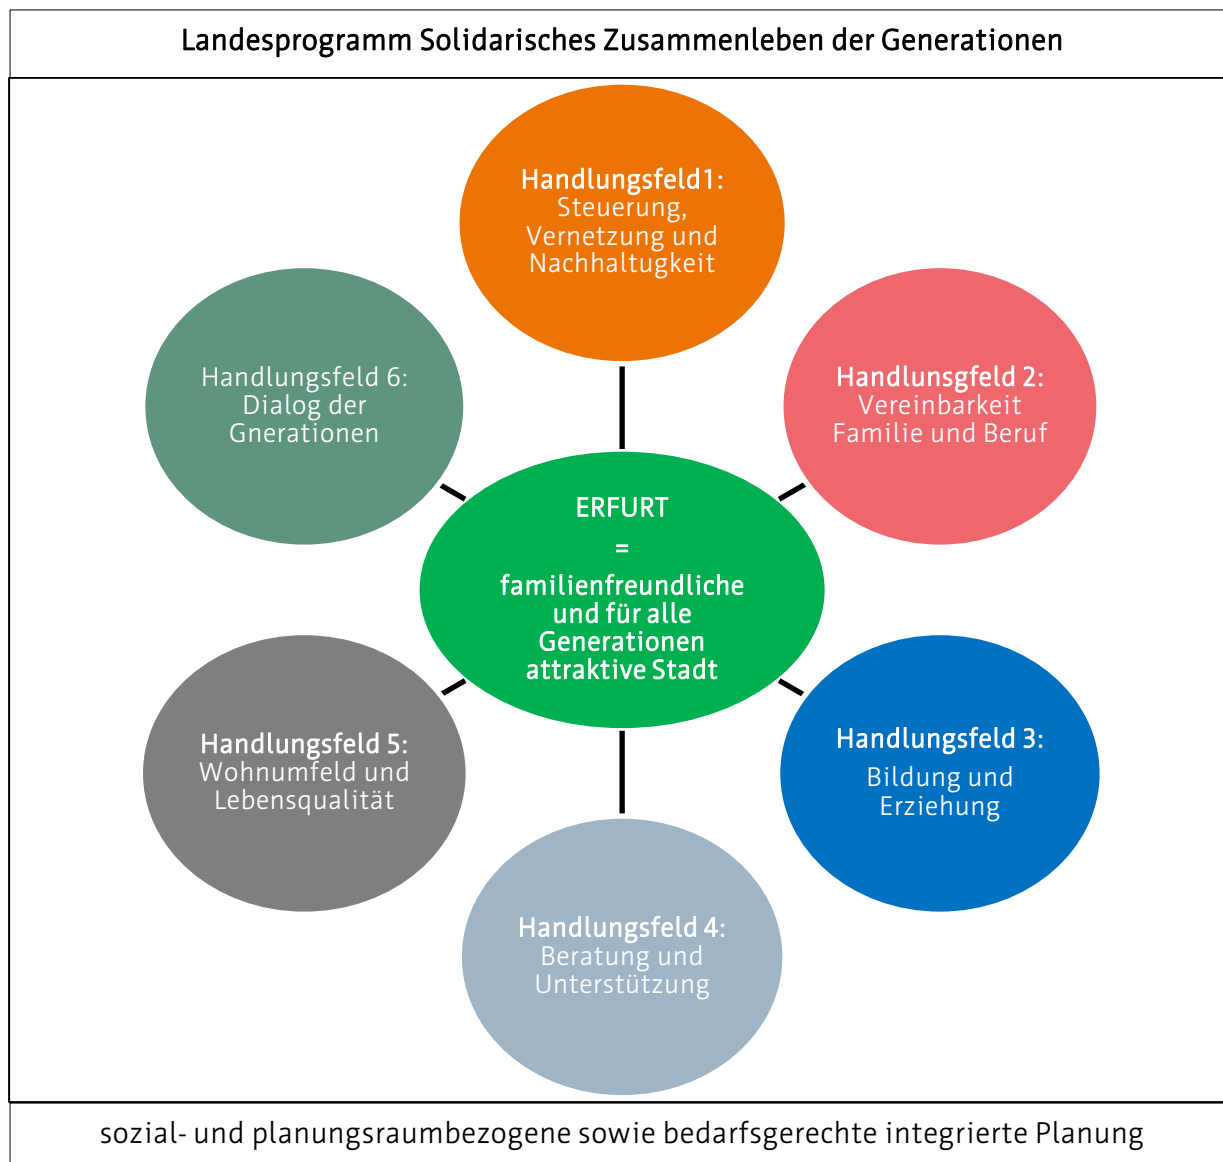 Landesprogramm Solidarisches Zusammenleben der Generationen
Handlungsfeld1:
Steuerung,
Vernetzung und
Nachhaltugkeit
Handlunsgfeld 2:
Vereinbarkeit
Familie und Beruf
Handlungsfeld 3:
Bildung und
Erziehung
Handlungsfeld 4:
Beratung und
Unterstützung
Handlungsfeld 5:
Wohnumfeld und
Lebensqualität
Handlungsfeld 6:
Dialog der
Gnerationen
ERFURT
=
familienfreundliche
und für alle
Generationen
attraktive Stadt
sozial- und planungsraumbezogene sowie bedarfsgerechte integrierte Planung